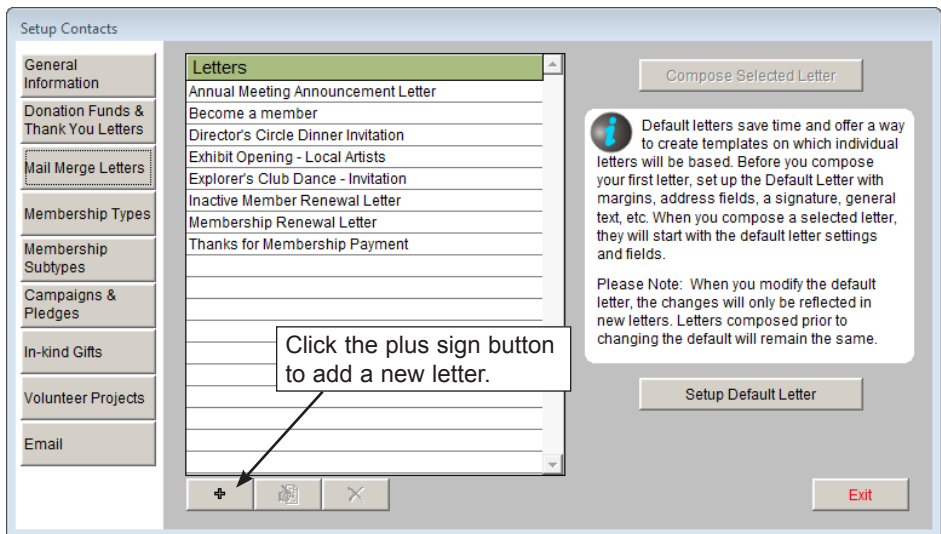 Setup Contacts
General
Information
Donation Funds &
Thank You Letters
Mail Merge Letters
Membership Types
Membership
Subtypes
Campaigns &
Pledges
In-kind Gifts
Volunteer Projects
Email
Letters
Annual Meeting Announcement Letter
Become a member
Director's Circle Dinner Invitation
Exhibit Opening - Local Artists
Explorer's Club Dance - Invitation
Inactive Member Renewal Letter
Membership Renewal Letter
Thanks for Membership Payment
Click the plus sign button
to add a new letter.
Compose Selected Letter
Default letters save time and offer a way
to create templates on which individual
letters will be based. Before you compose
your first letter, set up the Default Letter with
margins, address fields, a signature, general
text, etc. When you compose a selected letter,
they will start with the default letter settings
and fields.
Please Note: When you modify the default
letter, the changes will only be reflected in
new letters. Letters composed prior to
changing the default will remain the same.
Setup Default Letter
Exit